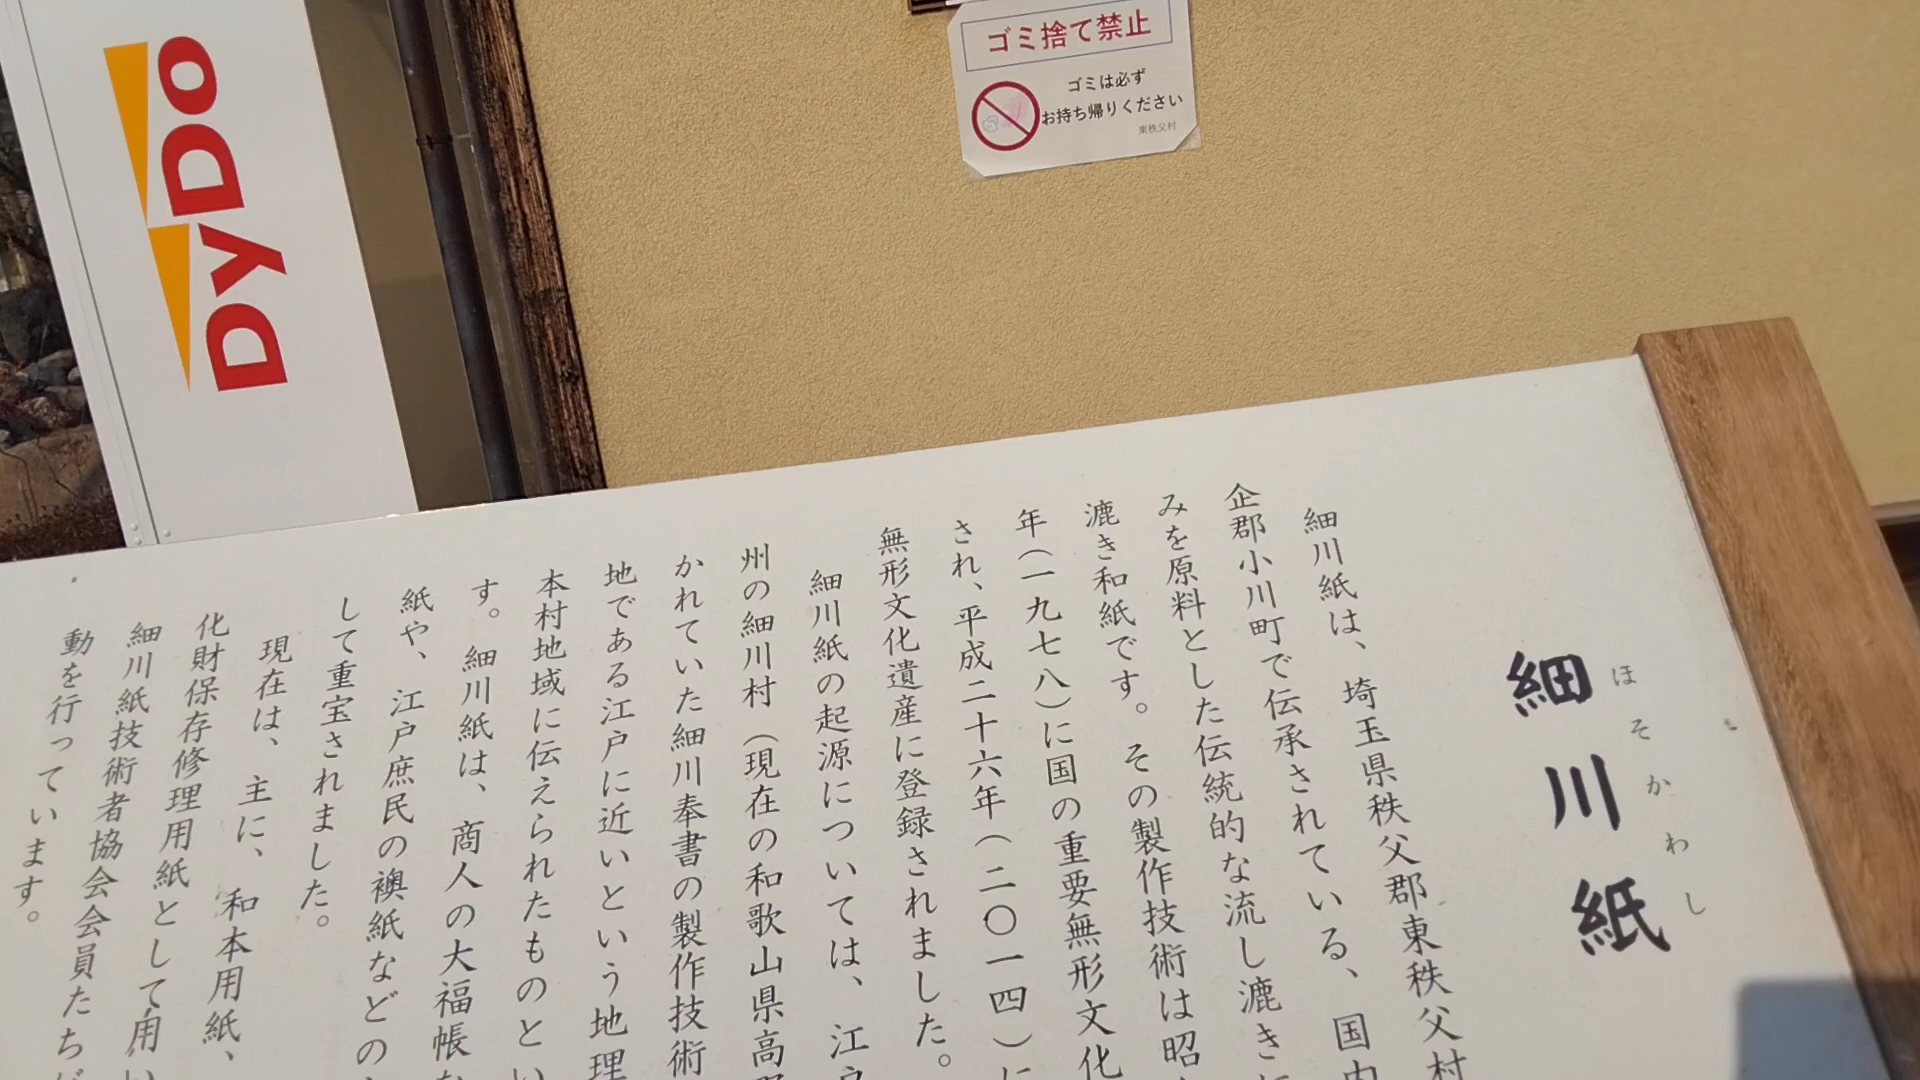 DyDo
ゴミ捨て禁止
ゴミは必ず
お持ち帰りください
東秩父村
ほそかわし
細川紙
細川紙は、埼玉県秩父郡東秩父村
企郡小川町で伝承されている、国内
みを原料とした伝統的な流し漉きに
漉き和紙です。その製作技術は昭
年(一九七八)に国の重要無形文化
され、平成二十六年(二〇一四)に
無形文化遺産に登録されました。
細川紙の起源については、江戸
州の細川村(現在の和歌山県高
かれていた細川奉書の製作技術
地である江戸に近いという地理
本村地域に伝えられたものとい
す。細川紙は、商人の大福帳な
紙や、江戸庶民の襖紙などの
して重宝されました。
現在は、主に、和本用紙、
化財保存修理用紙として用い
細川紙技術者協会会員たちが
動を行っています。